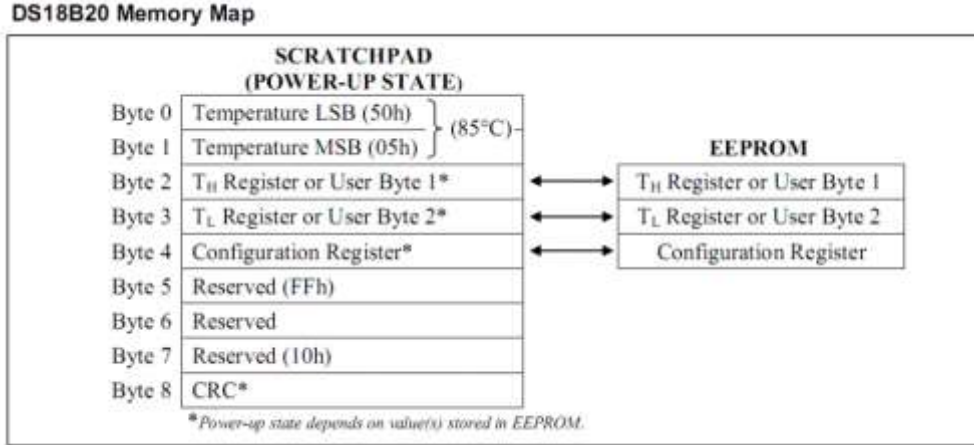 DS18B20 Memory Map
SCRATCHPAD
(POWER-UP STATE)
Byte 0 Temperature LSB (50h)
(85°C)
Byte 1 Temperature MSB (05h)
EEPROM
Byte 2 TH Register or User Byte 1* TH Register or User Byte 1
Byte 3 TL Register or User Byte 2* TL Register or User Byte 2
Byte 4 Configuration Register* Configuration Register
Byte 5 Reserved (FFh)
Byte 6 Reserved
Byte 7 Reserved (10h)
Byte 8 CRC*
*Power-up state depends on value(s) stored in EEPROM.